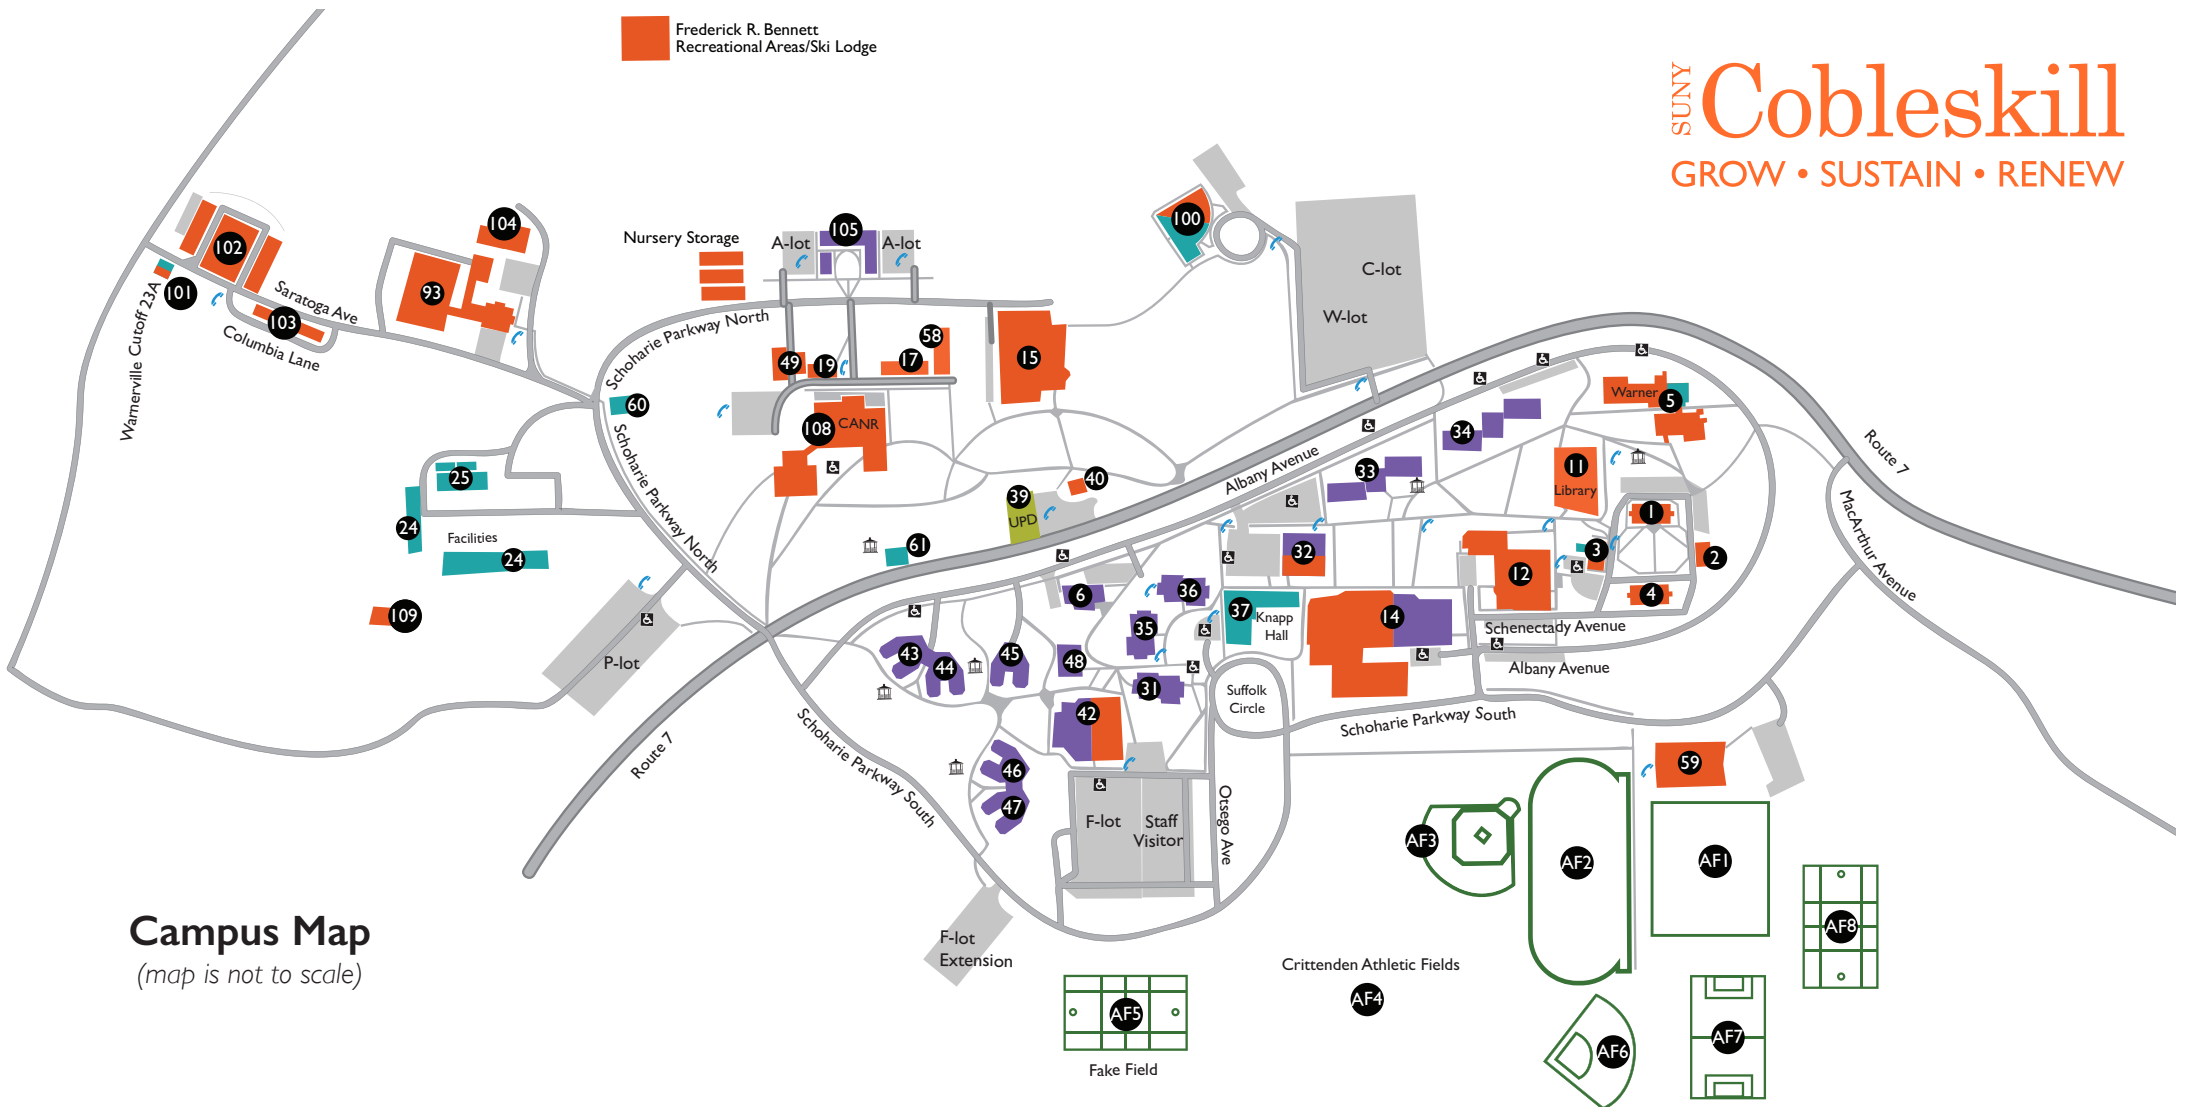 Frederick R. Bennett
Recreational Areas/Ski Lodge
SUNY
Cobleskill
GROW • SUSTAIN • RENEW
102
101
103
104
93
Saratoga Ave
Columbia Lane
Warnerville Cutoff 23A
Nursery Storage
A-lot
105
A-lot
100
C-lot
W-lot
Schoharie Parkway North
49
19
17
58
15
60
108
CANR
Schoharie Parkway North
25
24
Facilities
24
109
P-lot
39
UPD
40
61
Albany Avenue
33
34
Warner
5
11
Library
1
2
3
4
12
32
Route 7
MacArthur Avenue
6
36
35
37
Knapp
Hall
14
Schenectady Avenue
Albany Avenue
43
44
45
48
31
Suffolk
Circle
Schoharie Parkway South
42
46
47
Route 7
Schoharie Parkway South
F-lot
Staff
Visitor
Otsego Ave
F-lot
Extension
59
AF3
AF2
AF1
AF8
Campus Map
(map is not to scale)
Crittenden Athletic Fields
AF4
AF5
Fake Field
AF6
AF7